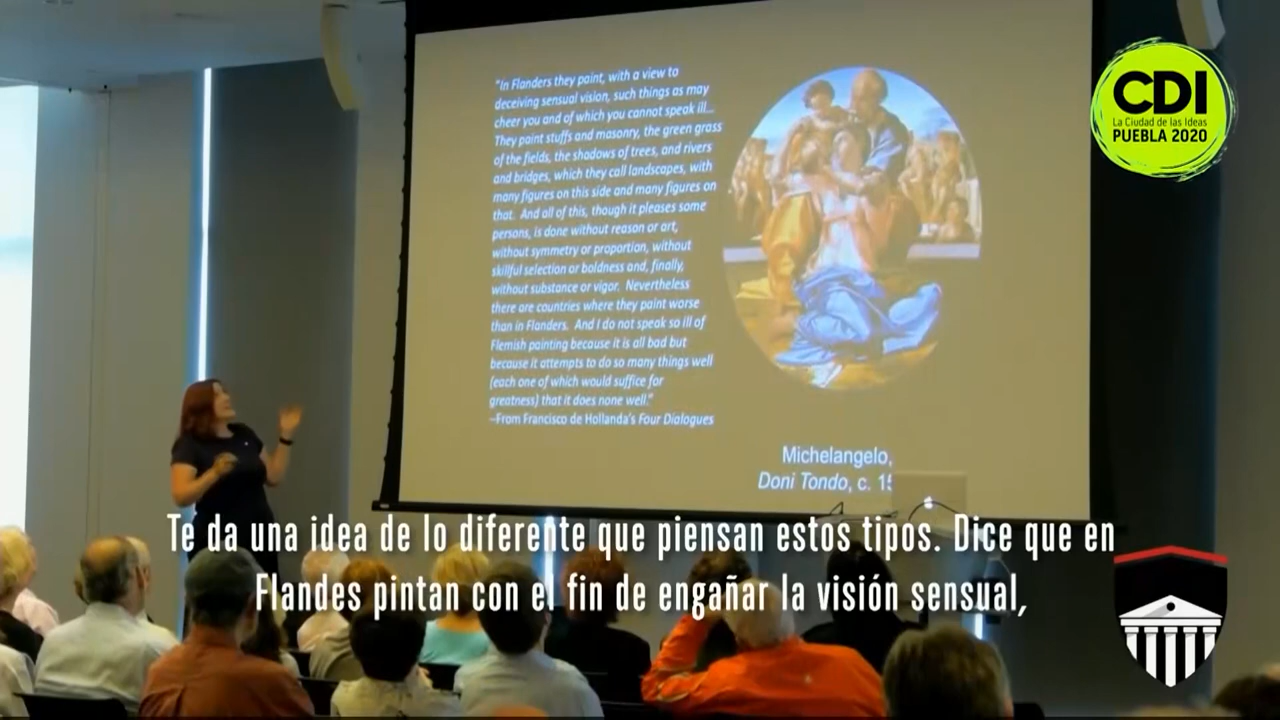 "In Flanders they paint, with a view to
deceiving sensual vision, such things as may
cheer you and of which you cannot speak ill...
They paint stuffs and masonry, the green grass
of the fields, the shadows of trees, and rivers
and bridges, which they call landscapes, with
many figures on this side and many figures on
that. And all of this, though it pleases some
persons, is done without reason or art,
without symmetry or proportion, without
skillful selection or boldness and, finally,
without substance or vigor. Nevertheless
there are countries where they paint worse
than in Flanders. And I do not speak so ill of
Flemish painting because it is all bad but
because it attempts to do so many things well
(each one of which would suffice for
greatness) that it does none well."
–From Francisco de Hollanda's Four Dialogues
Michelangelo,
Doni Tondo, c. 15
CDI
La Ciudad de las Ideas
PUEBLA 2020
Te da una idea de lo diferente que piensan estos tipos. Dice que en
Flandes pintan con el fin de engañar la visión sensual,